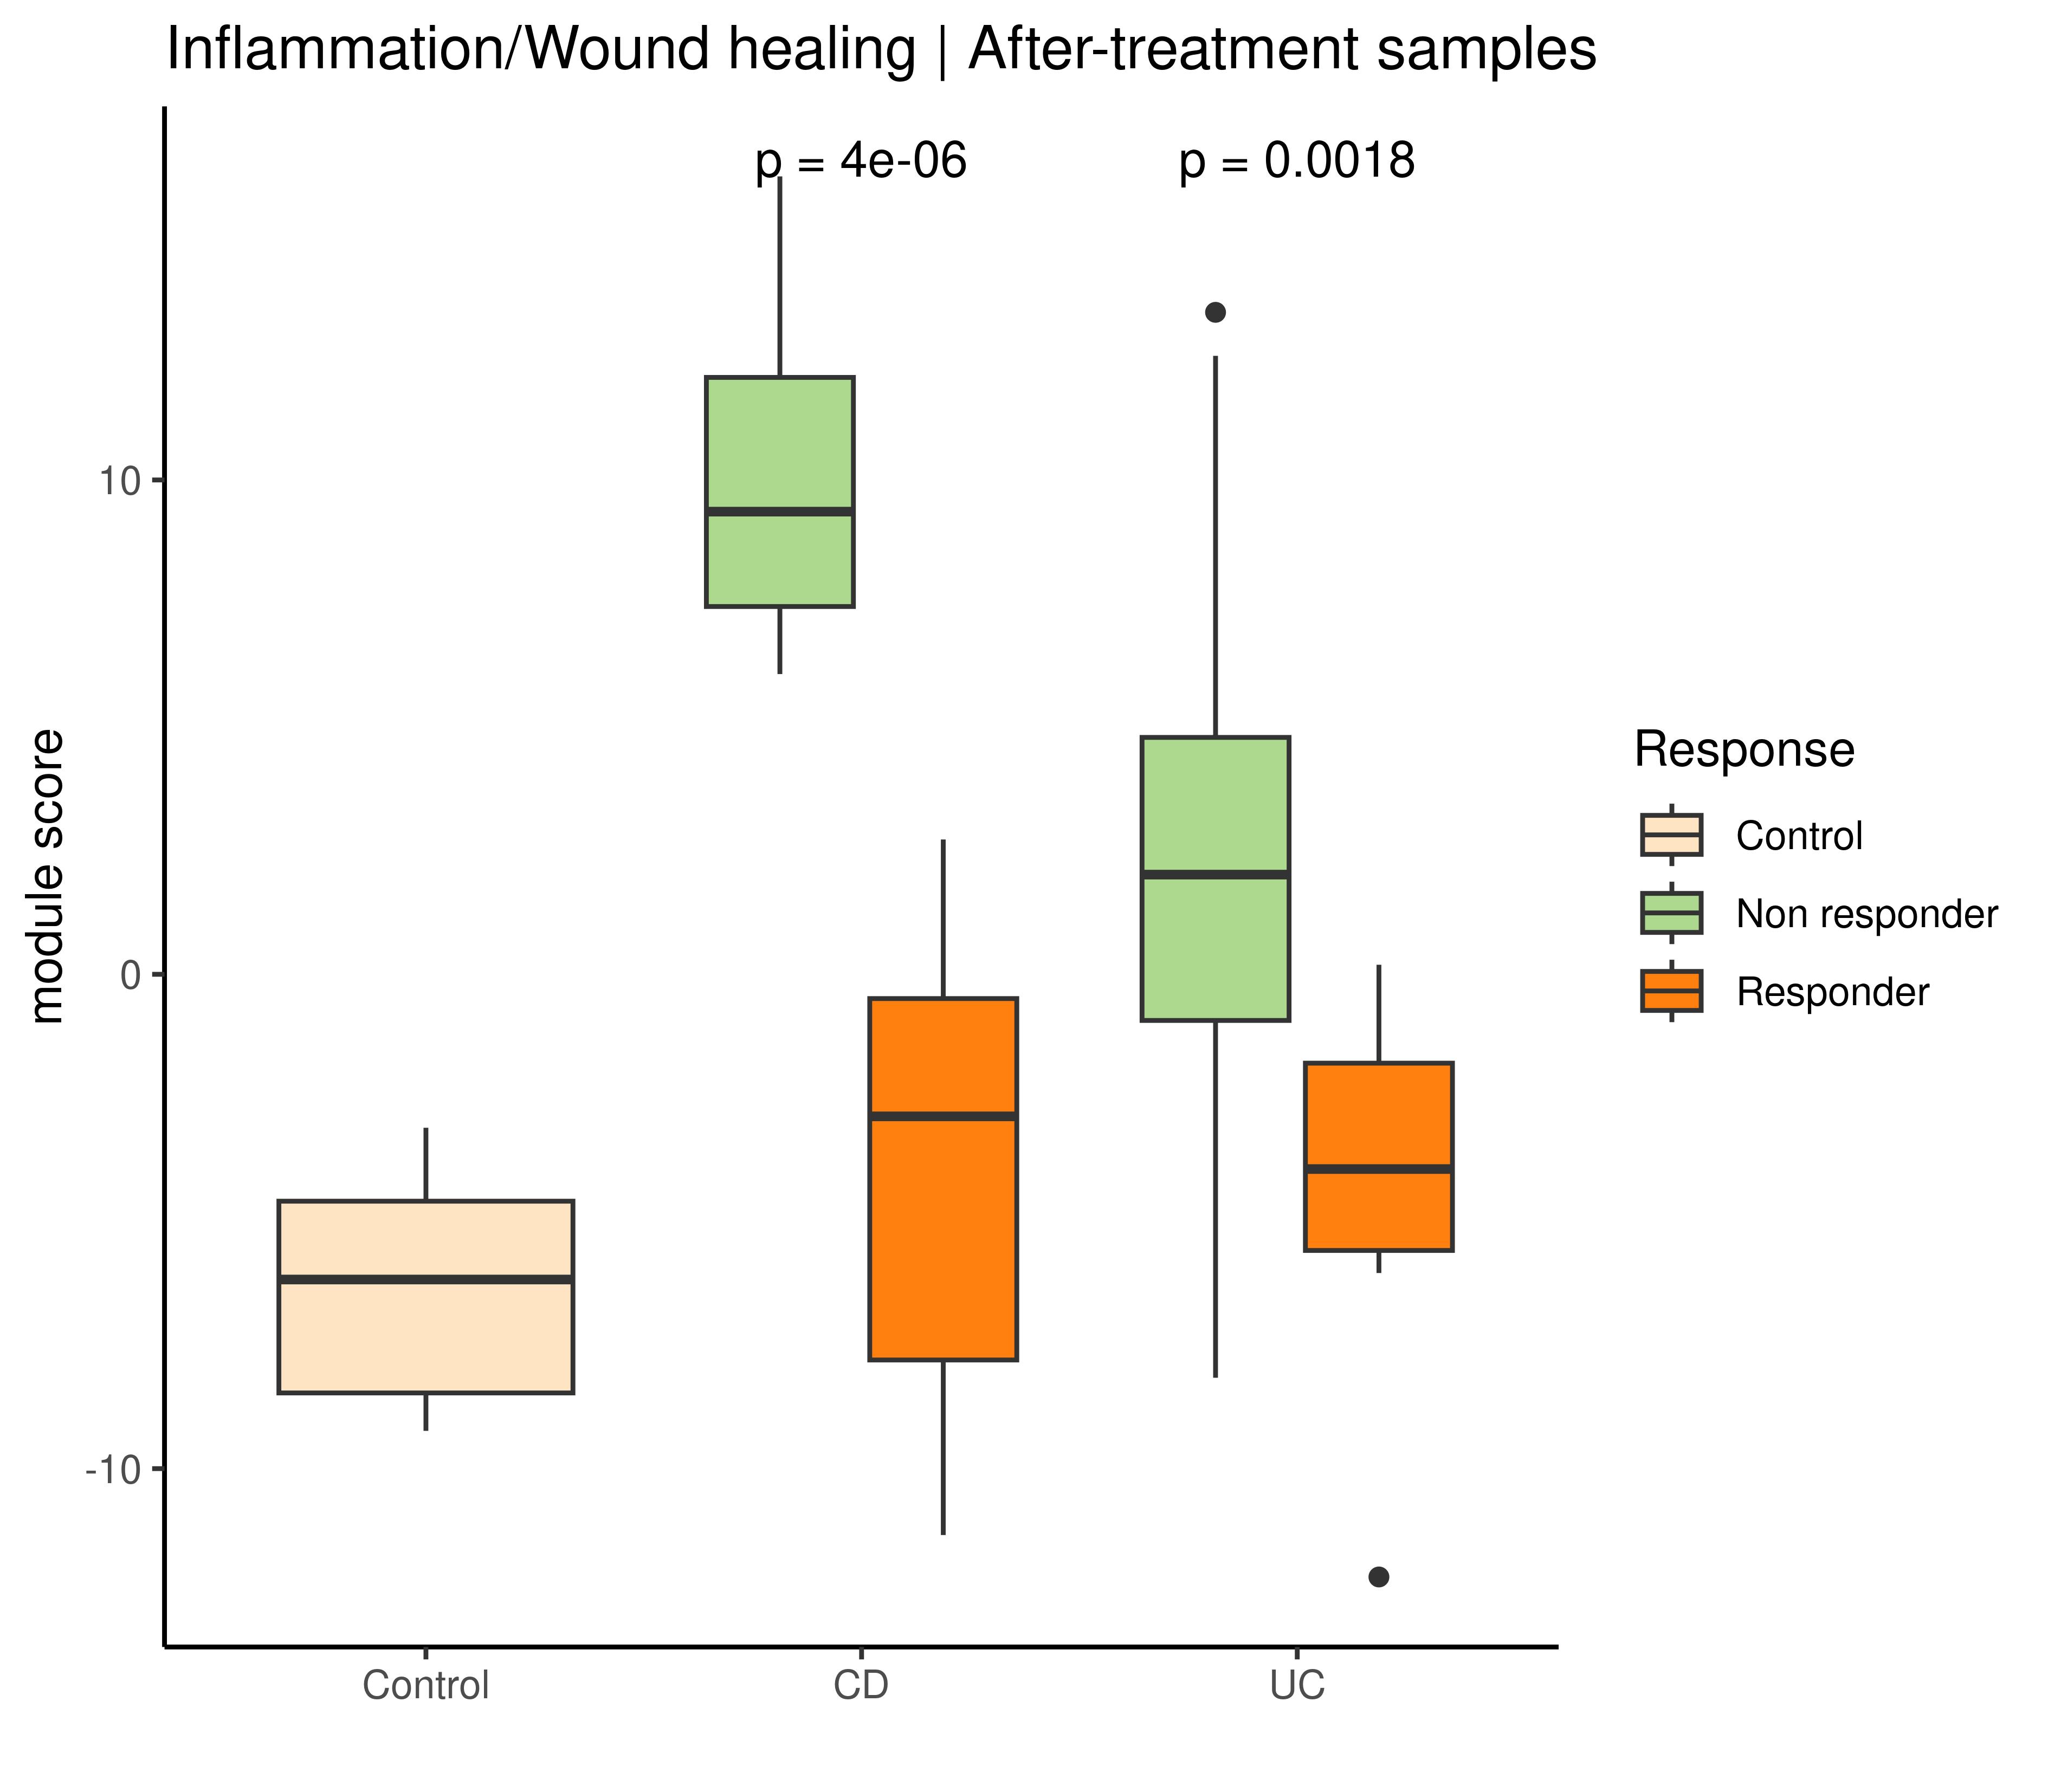 Inflammation/Wound healing | After-treatment samples
p = 4e-06
p = 0.0018
10
0
-10
module score
Control
CD
UC
Response
Control
Non responder
Responder